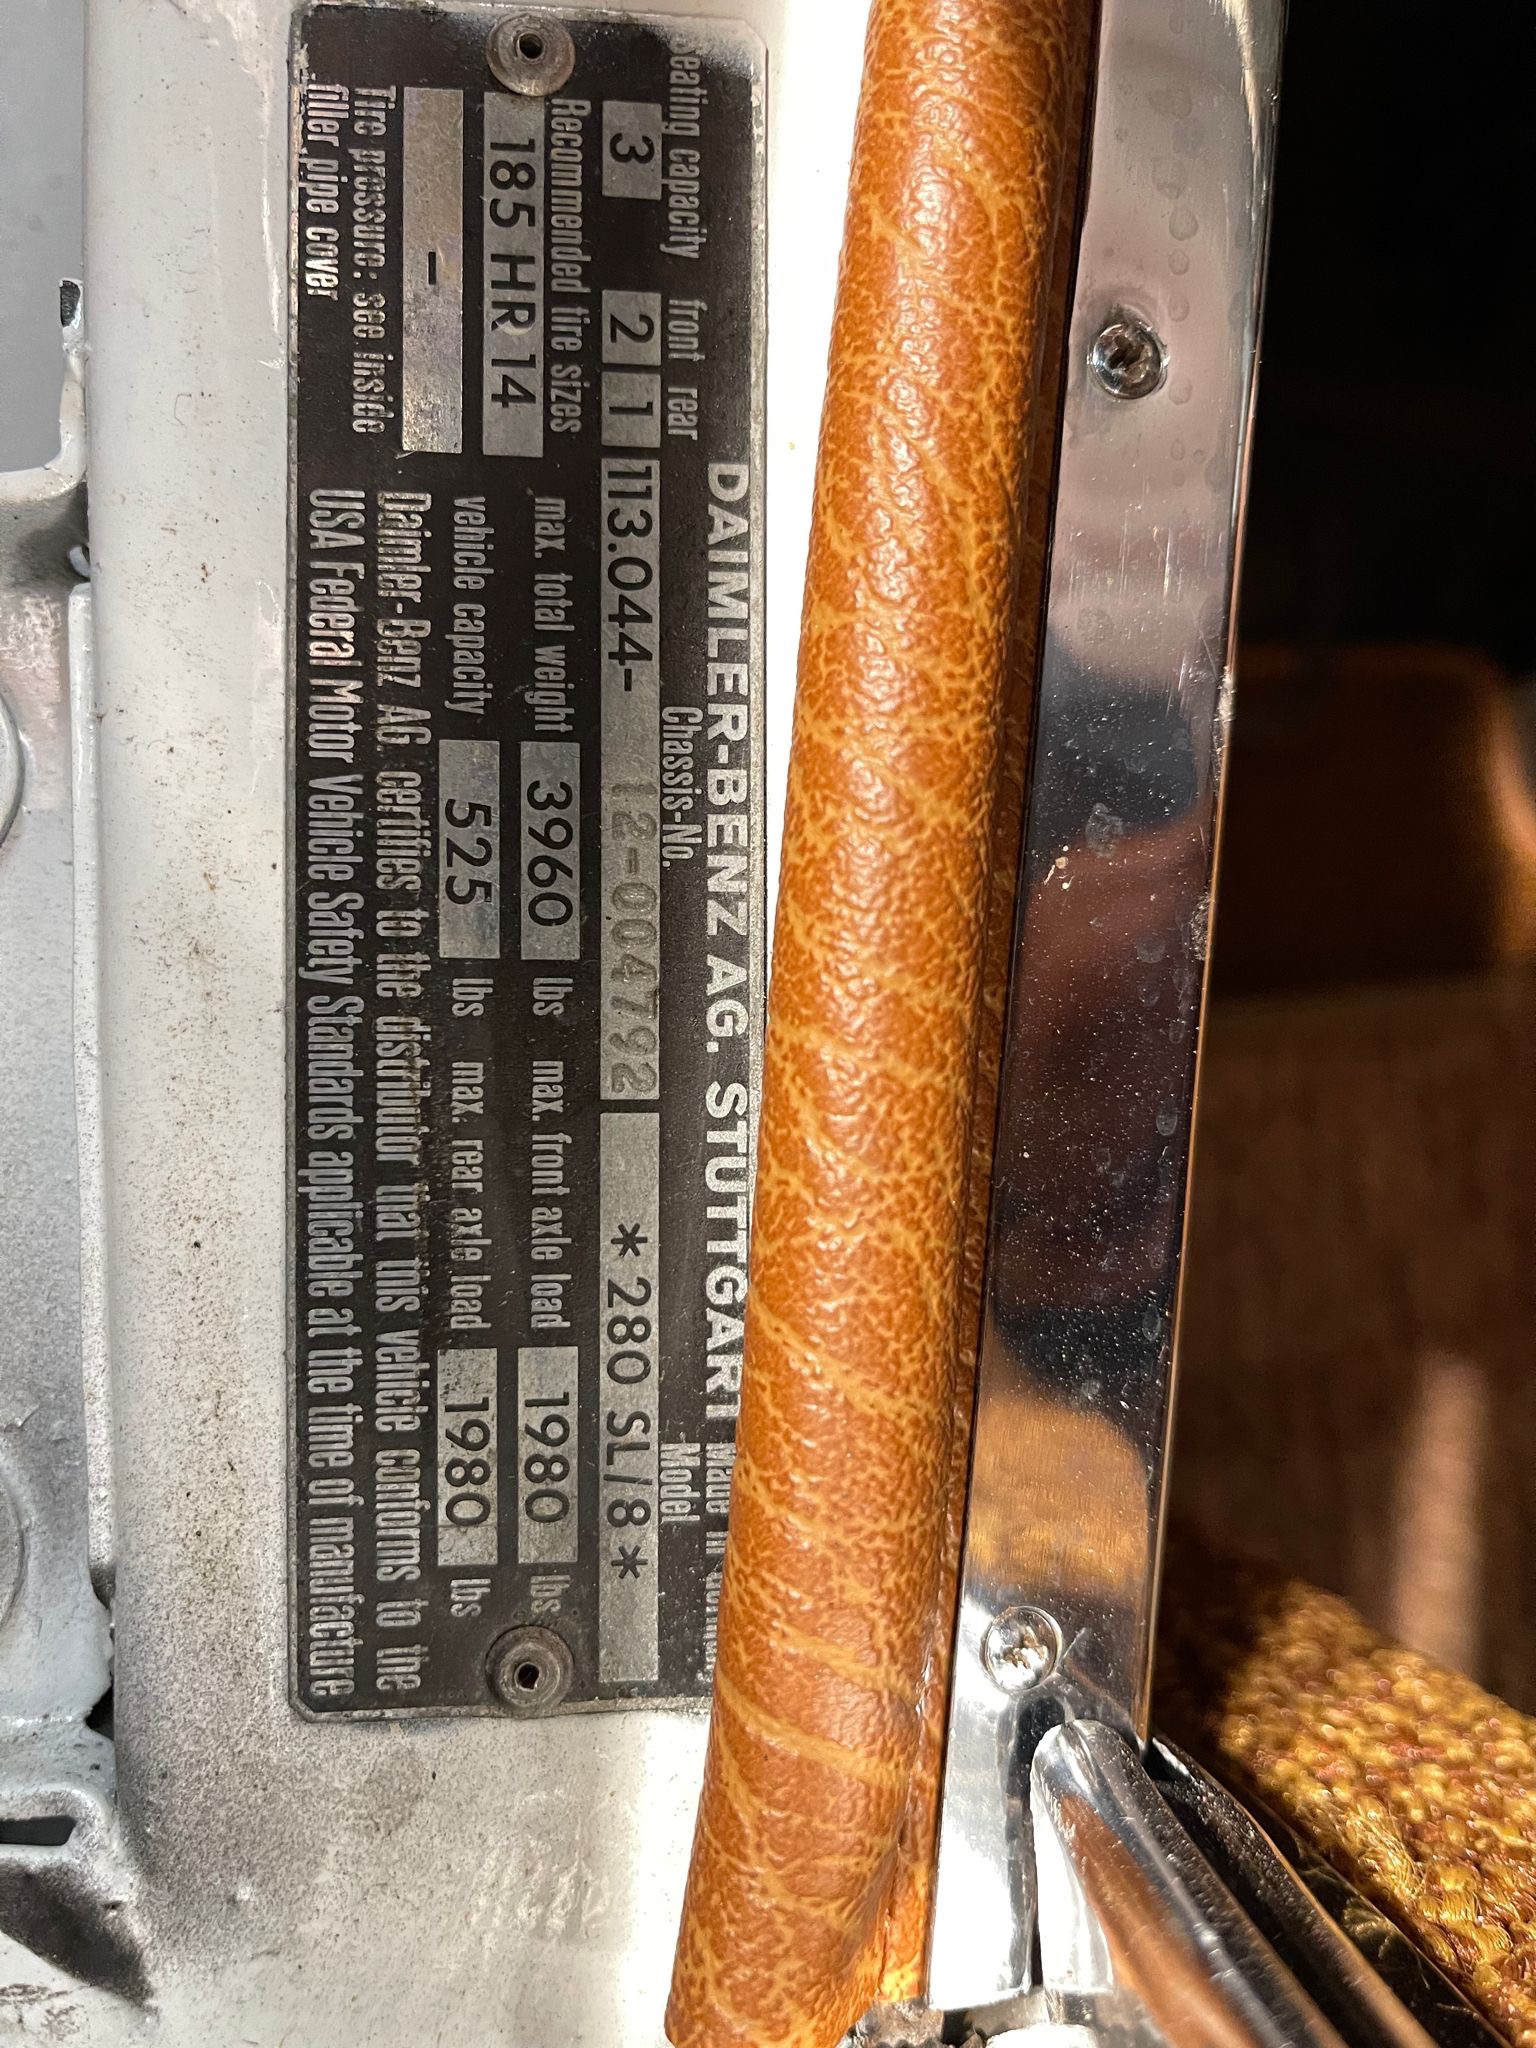 DAIMLER-BENZ AG. STUTTGART Made in
Seating capacity front rear Chassis-No. Model
3 2 1 113.044- 12-004792 *280 SL/8*
Recommended tire sizes max. total weight 3960 lbs max. front axle load 1980 lbs
185 HR 14 vehicle capacity 525 lbs max. rear axle load 1980 lbs
-
Tire pressure: see inside
filler pipe cover
Daimler-Benz AG. certifies to the distributor that this vehicle conforms to the
USA Federal Motor Vehicle Safety Standards applicable at the time of manufacture